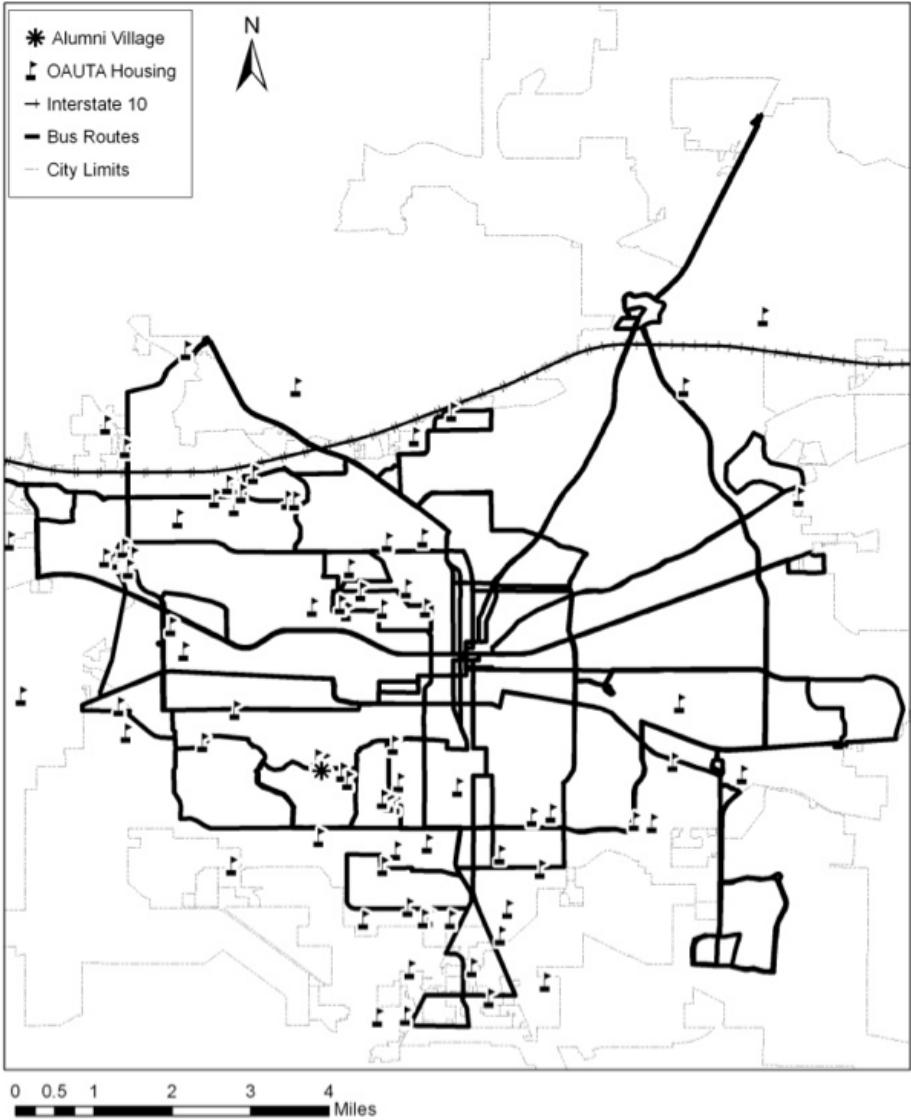 Alumni Village
OAUTA Housing
Interstate 10
Bus Routes
City Limits
N
0 0.5 1 2 3 4
Miles